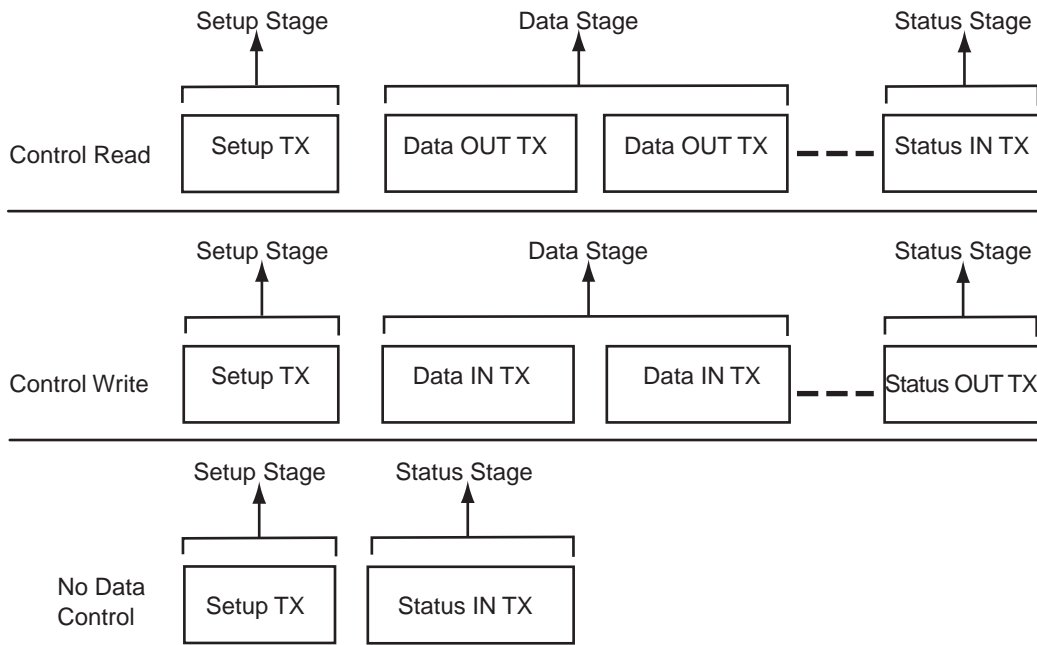 Setup Stage Data Stage Status Stage
Control Read Setup TX Data OUT TX Data OUT TX Status IN TX
Setup Stage Data Stage Status Stage
Control Write Setup TX Data IN TX Data IN TX Status OUT TX
Setup Stage Status Stage
No Data
Control Setup TX Status IN TX